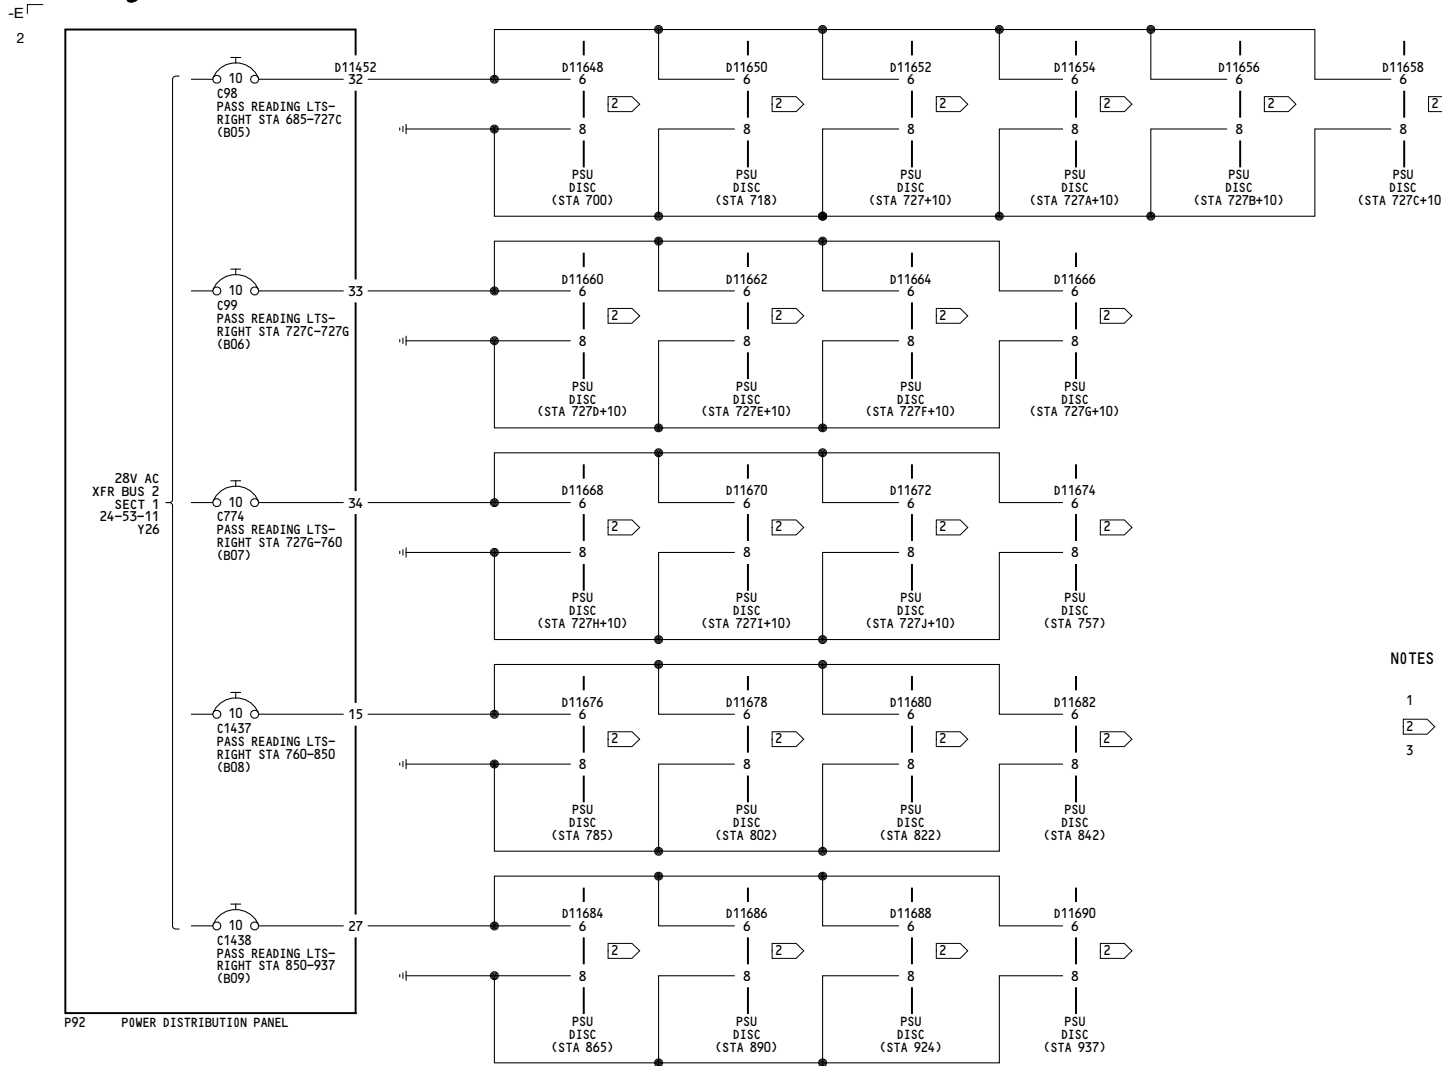 -E
2
D11452
10
32
C98
PASS READING LTS-
RIGHT STA 685-727C
(B05)
D11648
6
2
8
PSU
DISC
(STA 700)
D11650
6
2
8
PSU
DISC
(STA 718)
D11652
6
2
8
PSU
DISC
(STA 727+10)
D11654
6
2
8
PSU
DISC
(STA 727A+10)
D11656
6
2
8
PSU
DISC
(STA 727B+10)
D11658
6
2
8
PSU
DISC
(STA 727C+10
10
33
C99
PASS READING LTS-
RIGHT STA 727C-727G
(B06)
D11660
6
2
8
PSU
DISC
(STA 727D+10)
D11662
6
2
8
PSU
DISC
(STA 727E+10)
D11664
6
2
8
PSU
DISC
(STA 727F+10)
D11666
6
2
8
PSU
DISC
(STA 727G+10)
28V AC
XFR BUS 2
SECT 1
24-53-11
Y26
10
34
C774
PASS READING LTS-
RIGHT STA 727G-760
(B07)
D11668
6
2
8
PSU
DISC
(STA 727H+10)
D11670
6
2
8
PSU
DISC
(STA 727I+10)
D11672
6
2
8
PSU
DISC
(STA 727J+10)
D11674
6
2
8
PSU
DISC
(STA 757)
10
15
C1437
PASS READING LTS-
RIGHT STA 760-850
(B08)
D11676
6
2
8
PSU
DISC
(STA 785)
D11678
6
2
8
PSU
DISC
(STA 802)
D11680
6
2
8
PSU
DISC
(STA 822)
D11682
6
2
8
PSU
DISC
(STA 842)
NOTES
1
2
3
10
27
C1438
PASS READING LTS-
RIGHT STA 850-937
(B09)
D11684
6
2
8
PSU
DISC
(STA 865)
D11686
6
2
8
PSU
DISC
(STA 890)
D11688
6
2
8
PSU
DISC
(STA 924)
D11690
6
2
8
PSU
DISC
(STA 937)
P92 POWER DISTRIBUTION PANEL